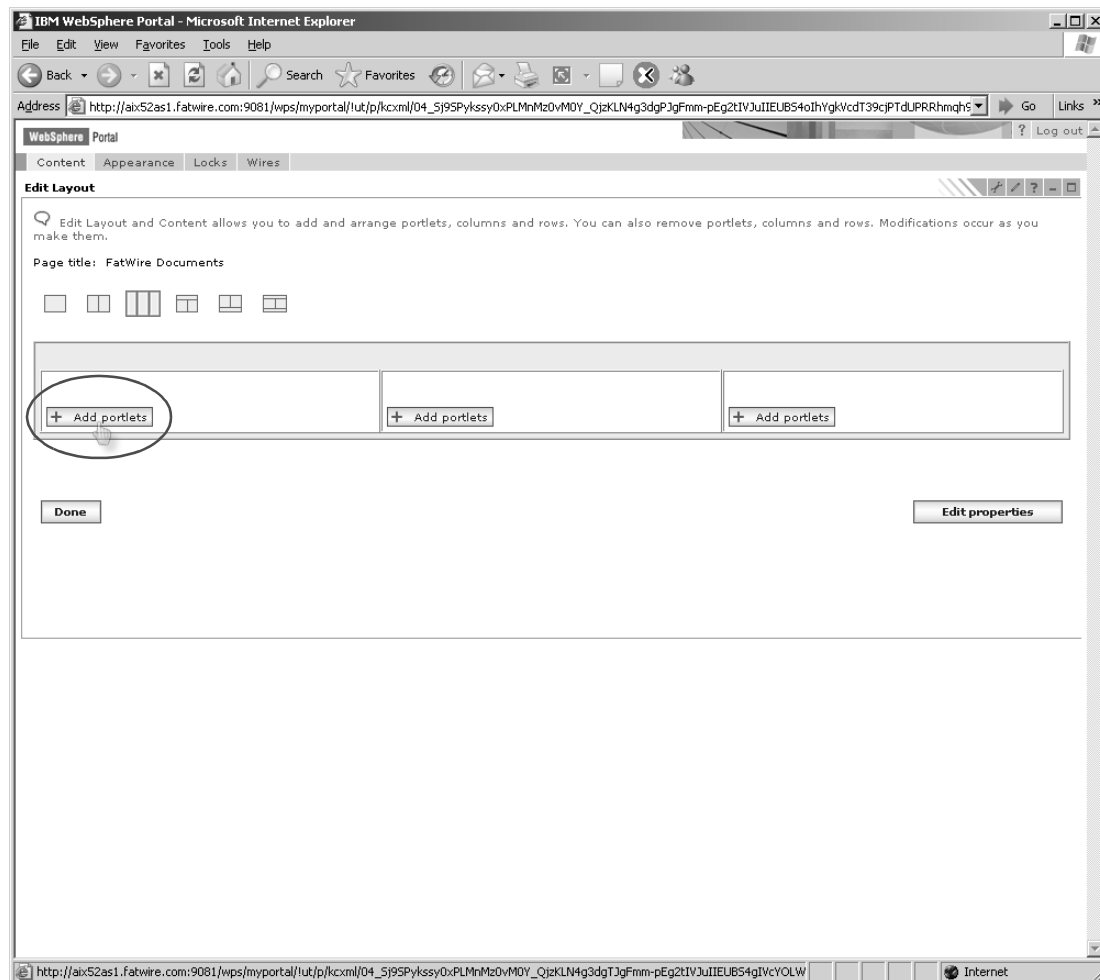 IBM WebSphere Portal - Microsoft Internet Explorer
File Edit View Favorites Tools Help
Back Search Favorites
Address http://aix52as1.fatwire.com:9081/wps/myportal/!ut/p/kcxml/04_Sj9SPykssy0xPLMnMz0vM0Y_QjzKLN4g3dgPJgFmm-pEg2tIVJuIIEUBS4oIhYgkVcdT39cjPTdUPRRhmqh9 Go Links »
WebSphere Portal ? Log out
Content Appearance Locks Wires
Edit Layout ?
Edit Layout and Content allows you to add and arrange portlets, columns and rows. You can also remove portlets, columns and rows. Modifications occur as you
make them.
Page title: FatWire Documents
+ Add portlets + Add portlets + Add portlets
Done Edit properties
http://aix52as1.fatwire.com:9081/wps/myportal/!ut/p/kcxml/04_Sj9SPykssy0xPLMnMz0vM0Y_QjzKLN4g3dgTJgFmm-pEg2tIVJuIIEUBS4gIVcYOLW Internet